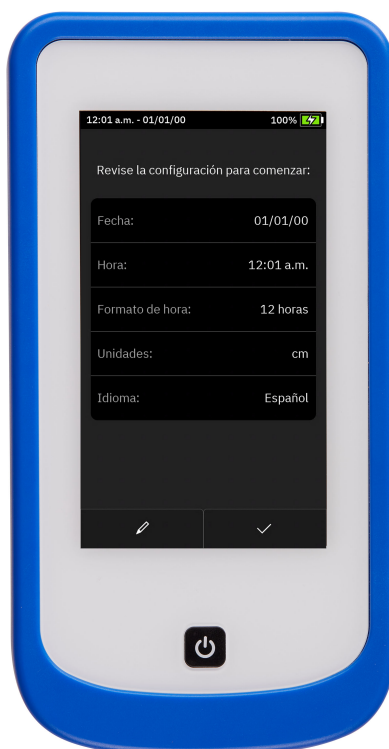 12:01 a.m. - 01/01/00 100%
Revise la configuración para comenzar:
Fecha: 01/01/00
Hora: 12:01 a.m.
Formato de hora: 12 horas
Unidades: cm
Idioma: Español